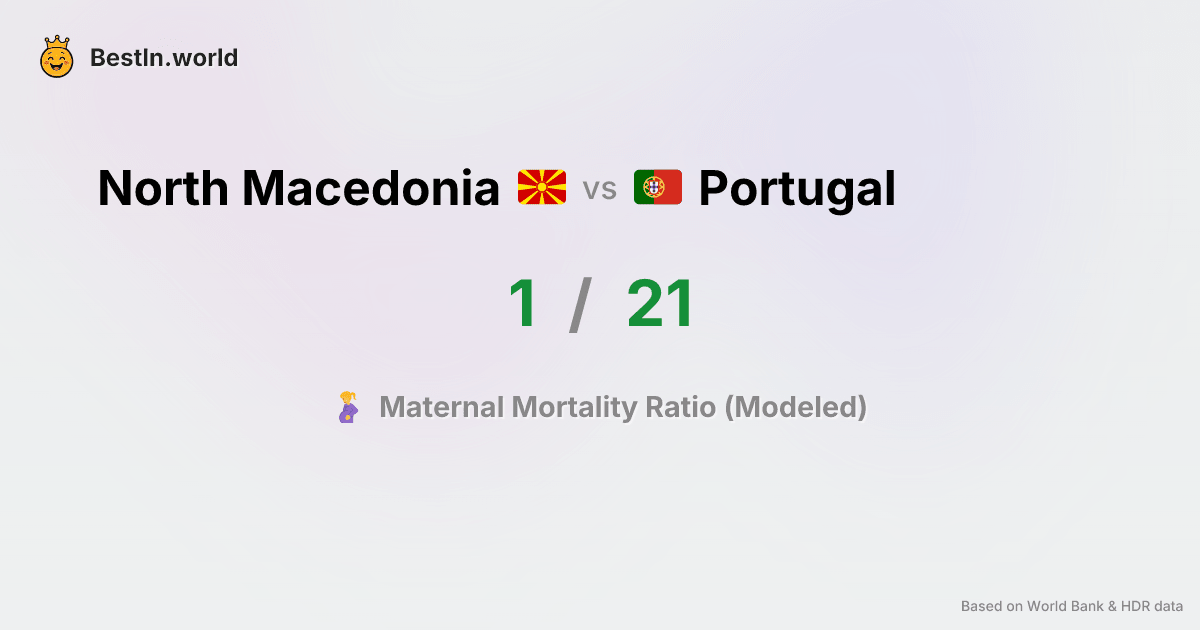 BestIn.world
North Macedonia vs Portugal
1 / 21
Maternal Mortality Ratio (Modeled)
Based on World Bank & HDR data